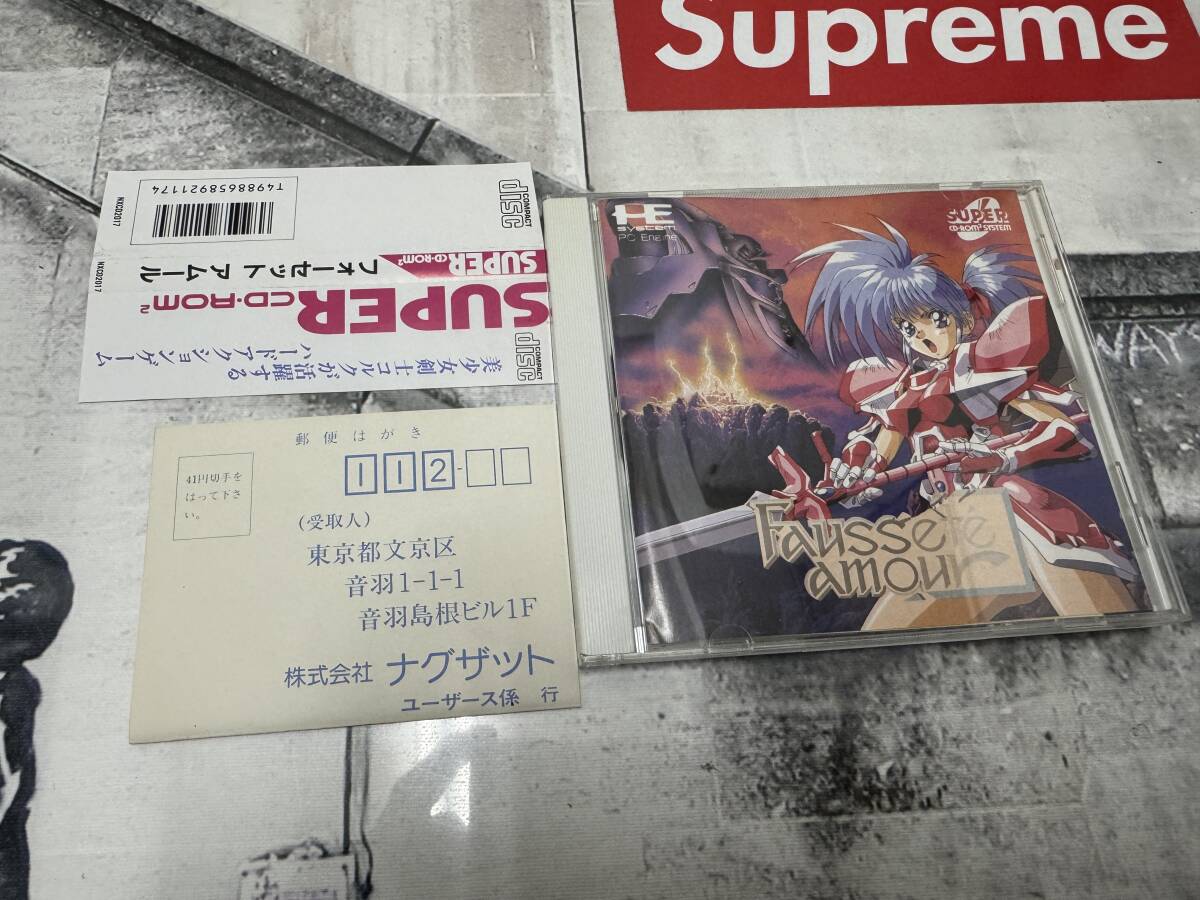 Supreme
T4988658921174
NXCD2017
COMPACT
disc
NXCD2017
フォーセット アムール
SUPER
CD-ROM²
SUPER
CD·ROM²
COMPACT
disc
美少女剣士コルクが活躍する
ハードアクションゲーム
郵便はがき
41円切手を
はって下さ
い。
112-
(受取人)
東京都文京区
音羽1-1-1
音羽島根ビル1F
株式会社 ナグザット
ユーザース係 行
HE
system
PC Engine
SUPER
CD-ROM² SYSTEM
Fausseté
amour
WAY